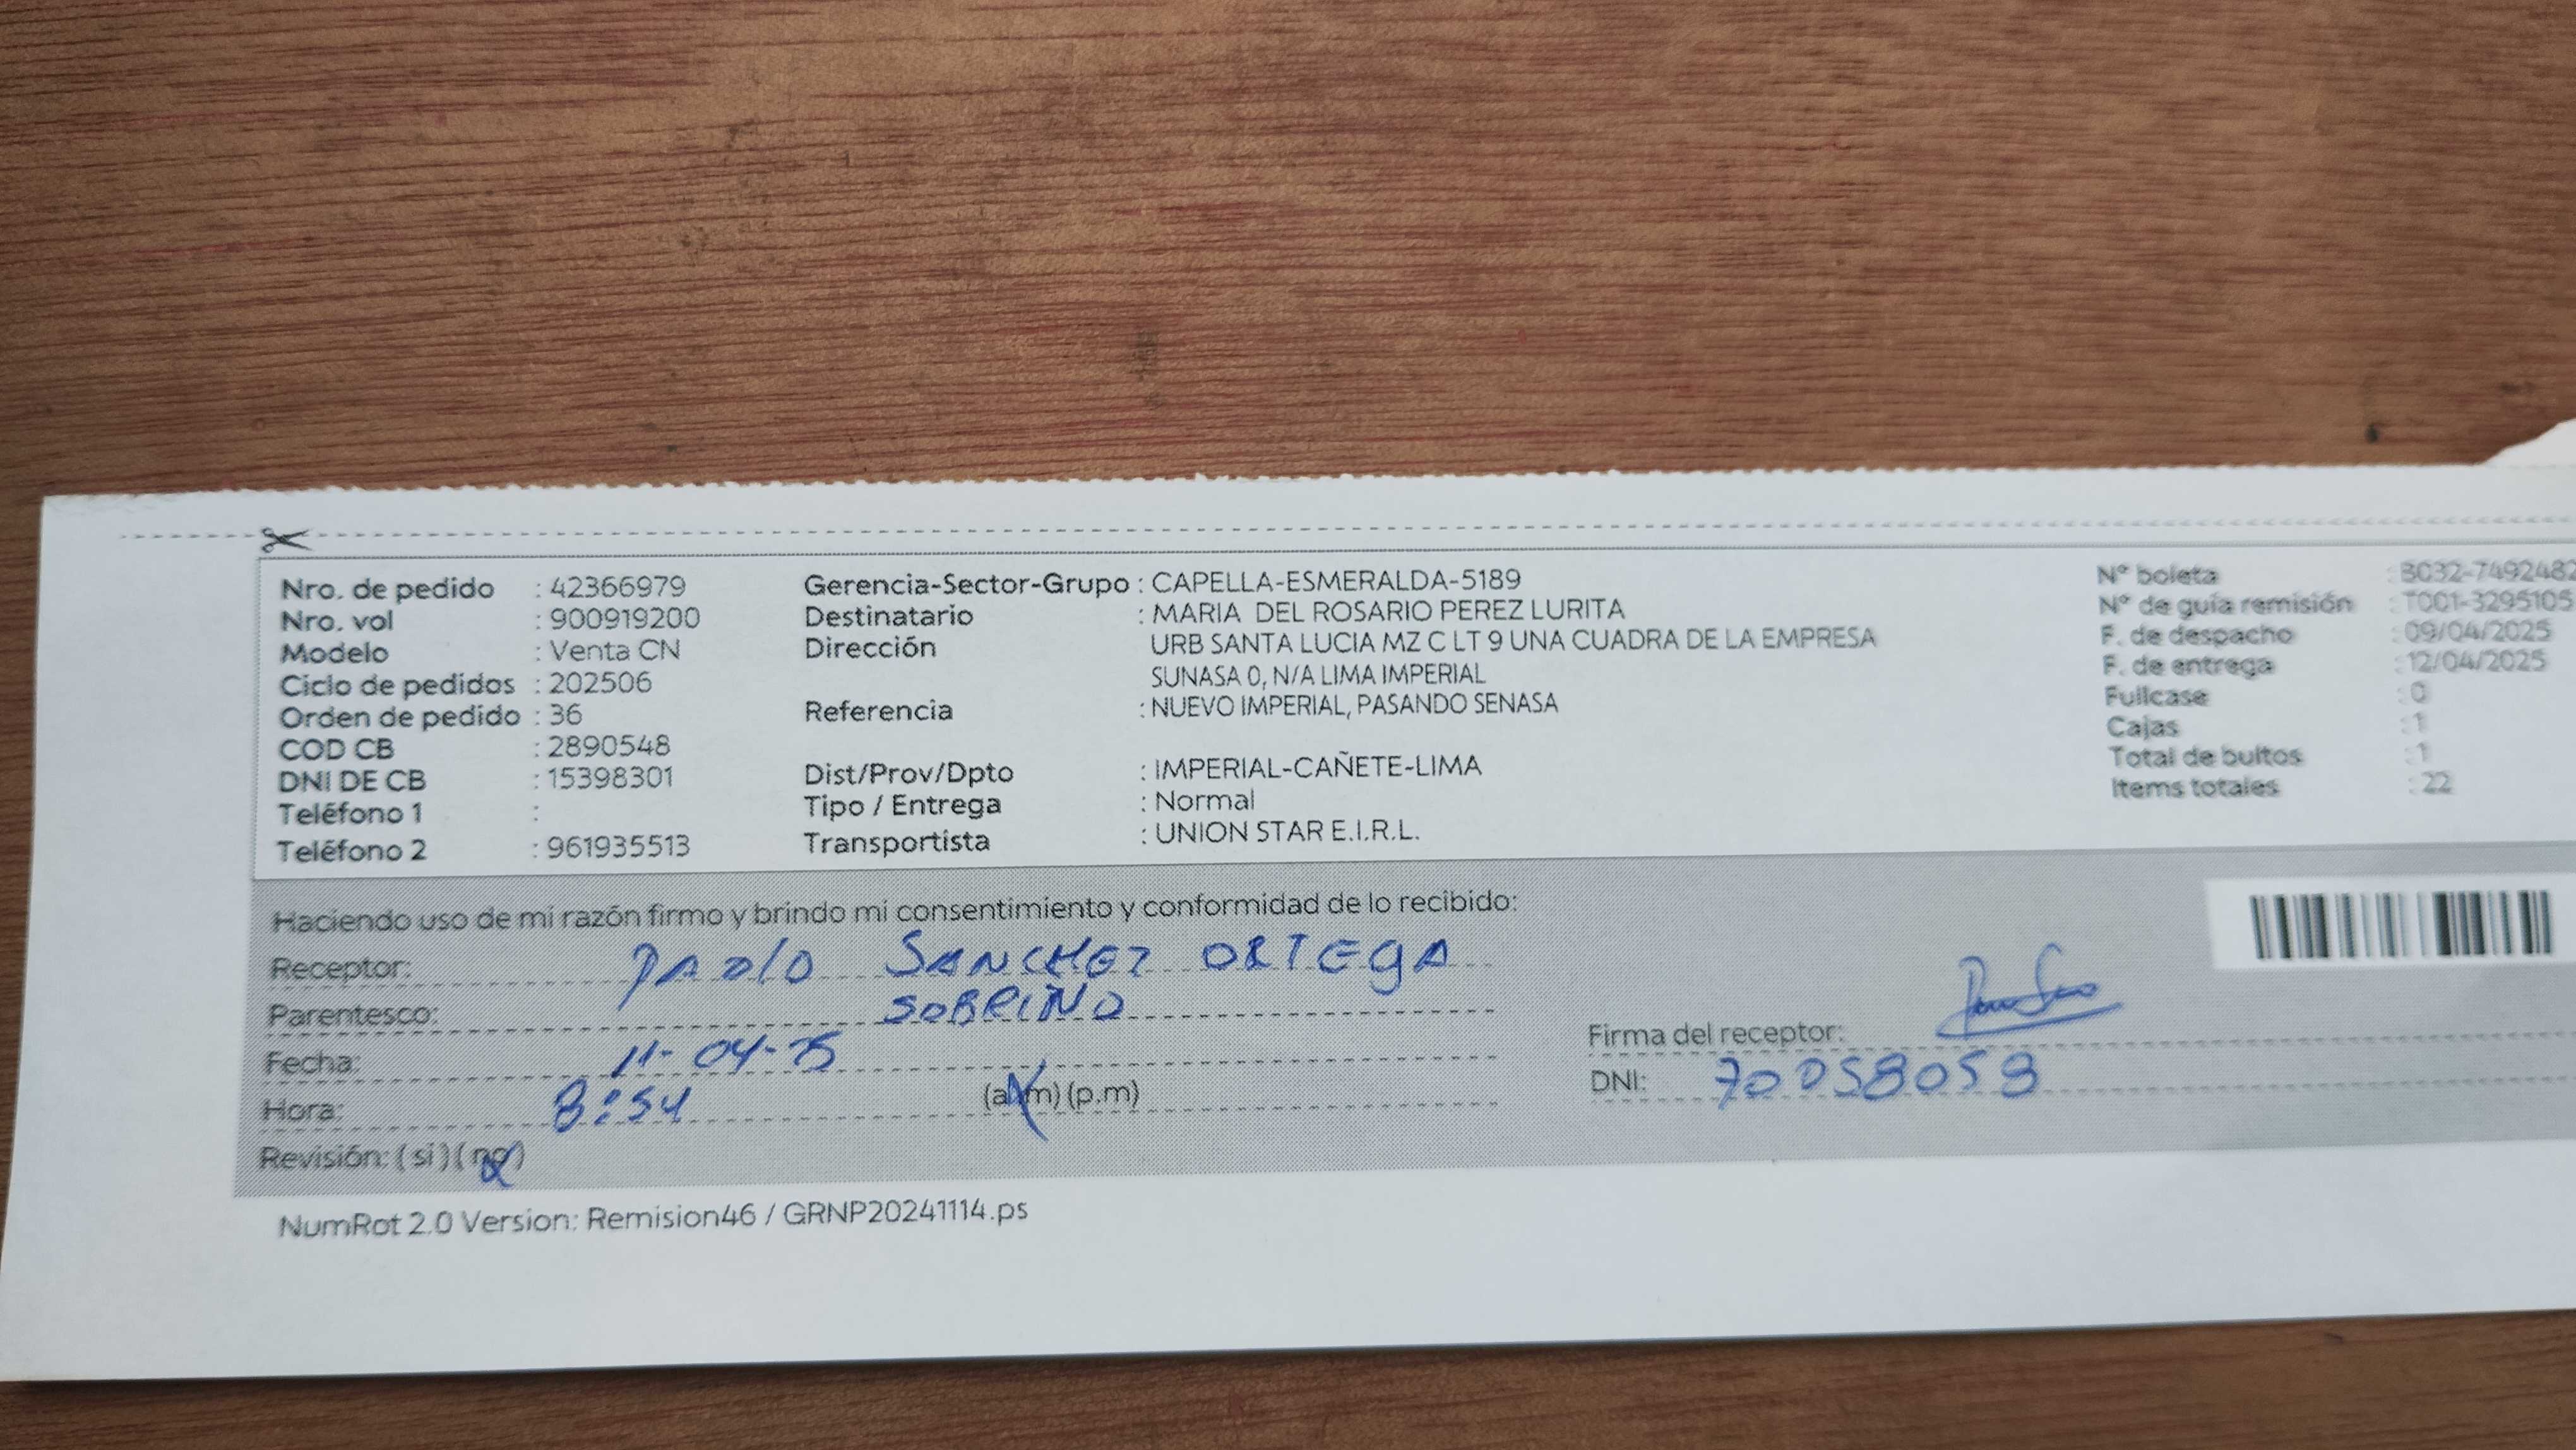 Nro. de pedido : 42366979
Nro. vol : 900919200
Modelo : Venta CN
Ciclo de pedidos : 202506
Orden de pedido : 36
COD CB : 2890548
DNI DE CB : 15398301
Teléfono 1 :
Teléfono 2 : 961935513
Gerencia-Sector-Grupo : CAPELLA-ESMERALDA-5189
Destinatario : MARIA DEL ROSARIO PEREZ LURITA
Dirección URB SANTA LUCIA MZ C LT 9 UNA CUADRA DE LA EMPRESA
SUNASA 0, N/A LIMA IMPERIAL
Referencia : NUEVO IMPERIAL, PASANDO SENASA
Dist/Prov/Dpto : IMPERIAL-CAÑETE-LIMA
Tipo / Entrega : Normal
Transportista : UNION STAR E.I.R.L.
Nº boleta : B032-7492482
Nº de guía remisión : T001-3295105
F. de despacho : 09/04/2025
F. de entrega : 12/04/2025
Fullcase : 0
Cajas : 1
Total de bultos : 1
Items totales : 22
Haciendo uso de mi razón firmo y brindo mi consentimiento y conformidad de lo recibido:
Receptor: PAOLO SANCHEZ ORTEGA
Parentesco: SOBRINO
Fecha: 11-04-25
Hora: 8:54 (a.m) (p.m)
Revisión: (si) (no)
Firma del receptor:
DNI: 70058059
NumRot 2.0 Version: Remision46 / GRNP20241114.ps